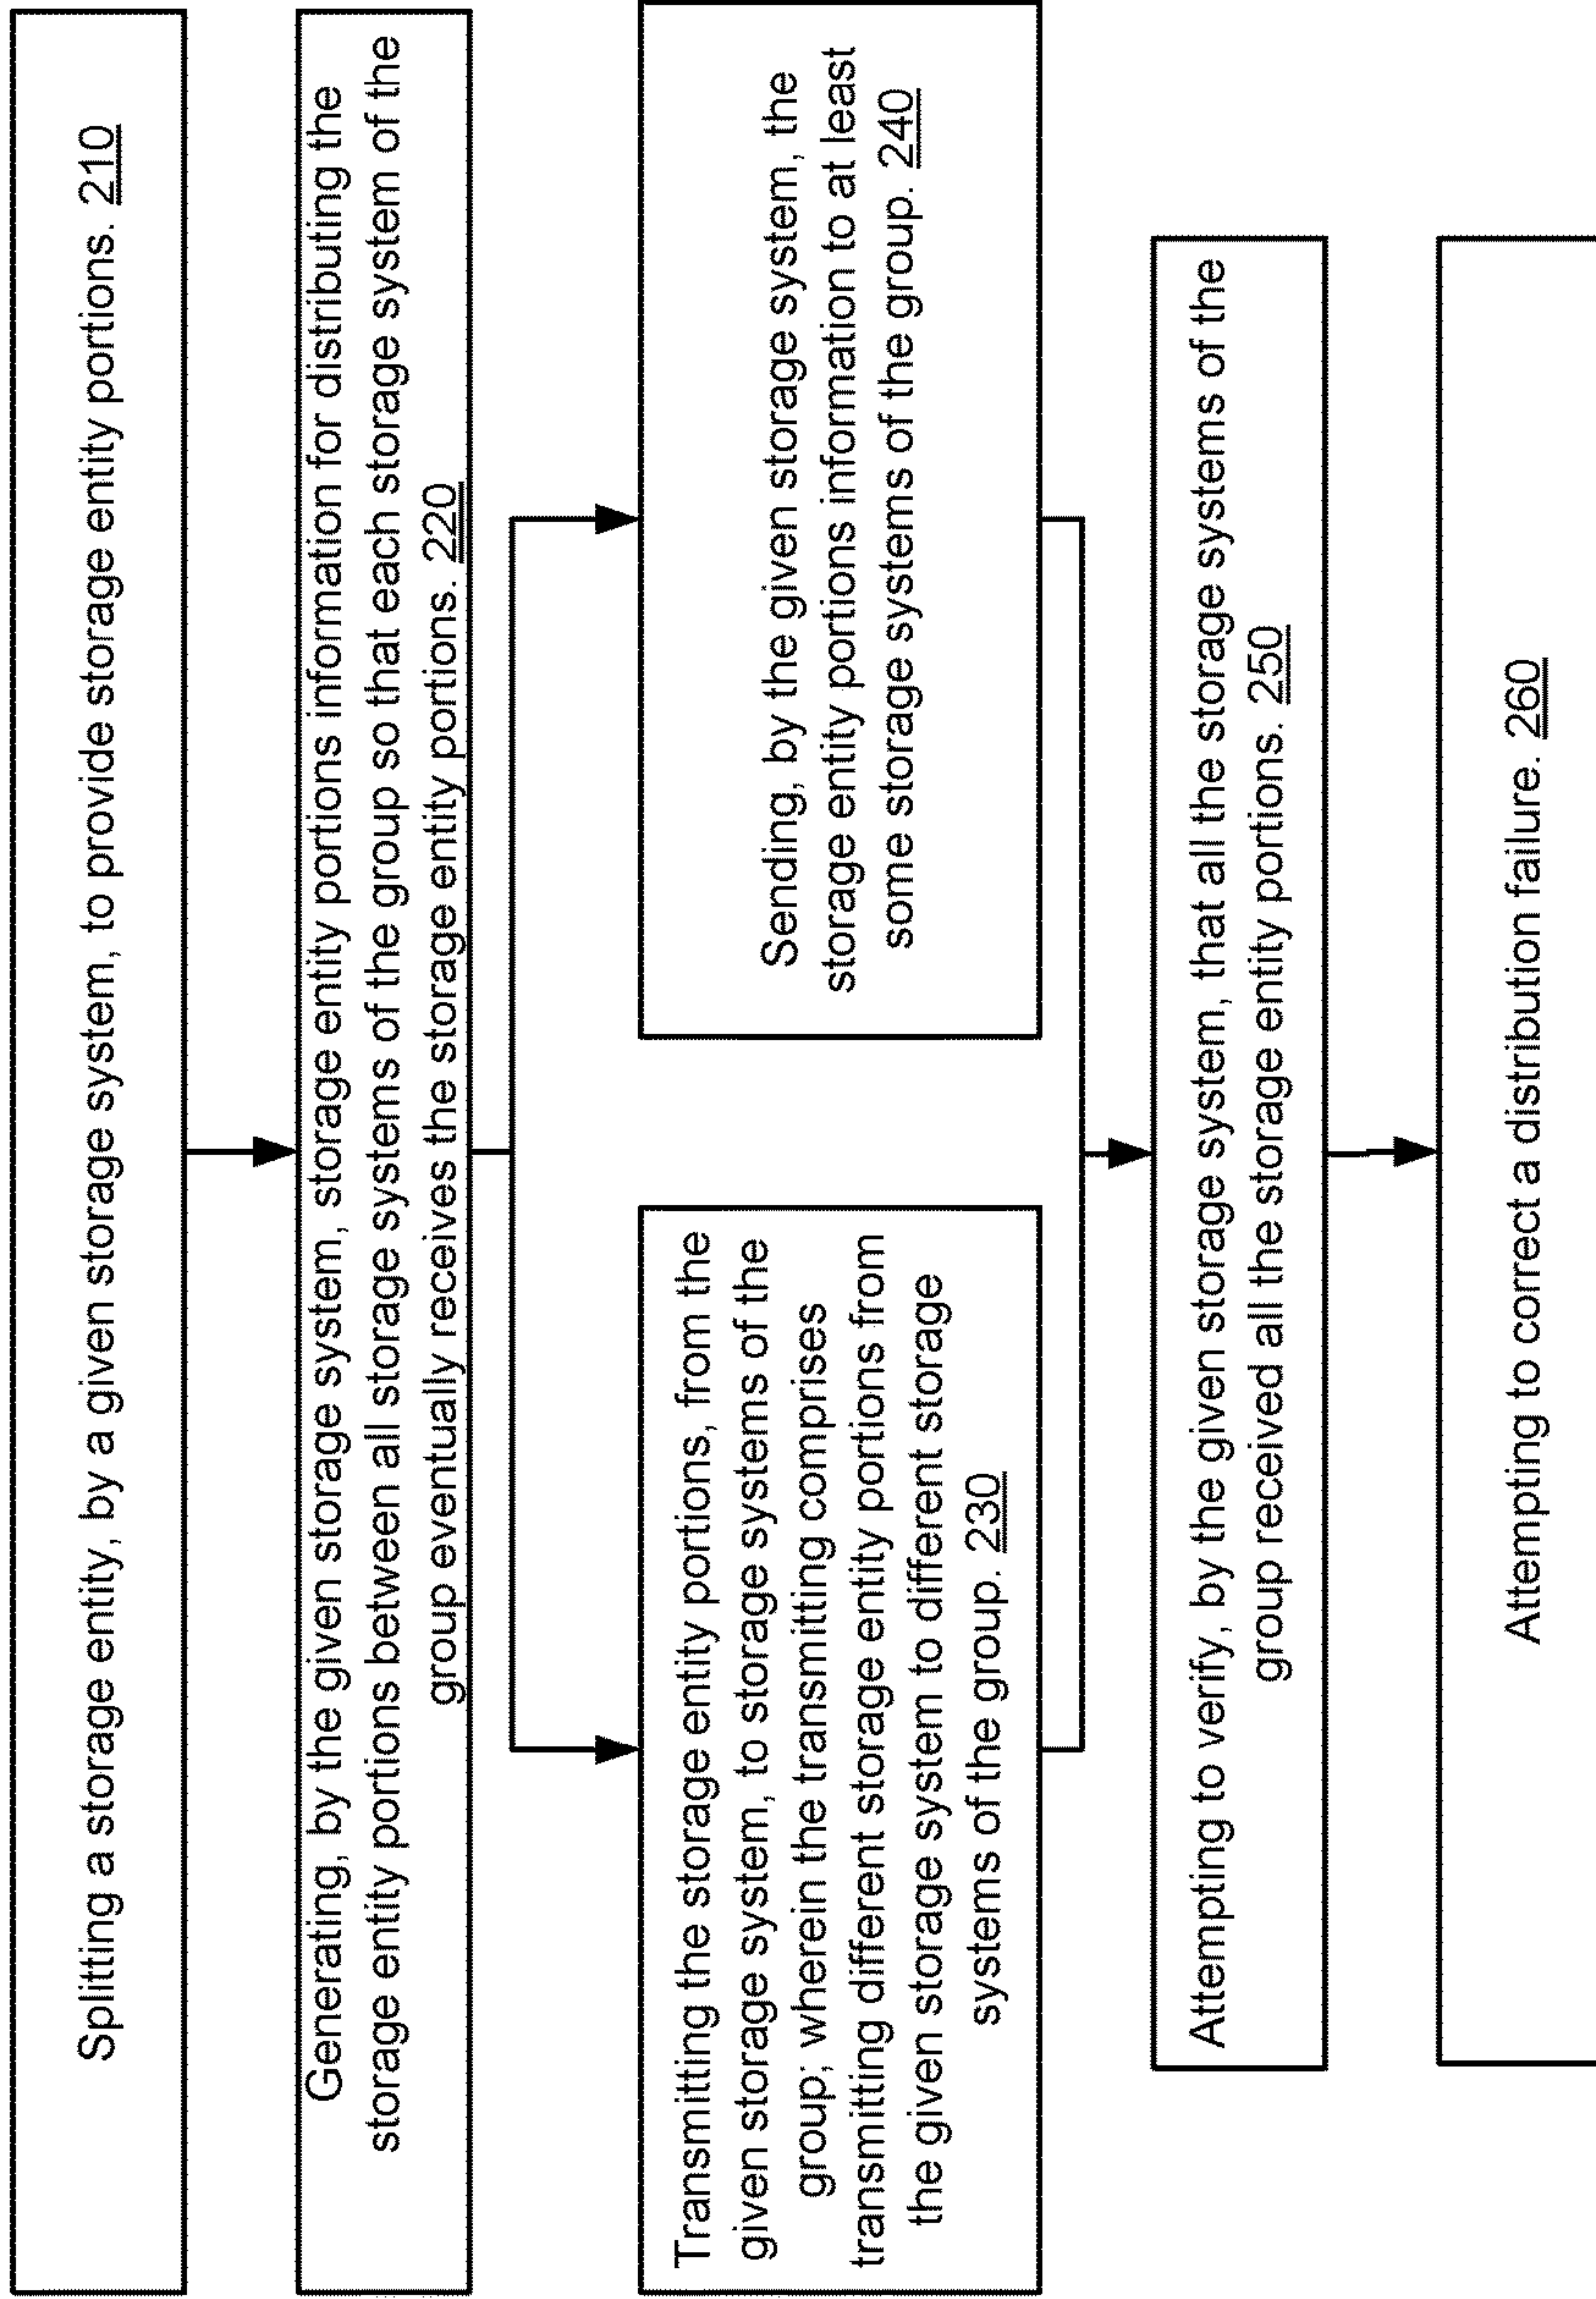 Splitting a storage entity, by a given storage system, to provide storage entity portions. 210
Generating, by the given storage system, storage entity portions information for distributing the
storage entity portions between all storage systems of the group so that each storage system of the
group eventually receives the storage entity portions. 220
Transmitting the storage entity portions, from the
given storage system, to storage systems of the
group; wherein the transmitting comprises
transmitting different storage entity portions from
the given storage system to different storage
systems of the group. 230
Sending, by the given storage system, the
storage entity portions information to at least
some storage systems of the group. 240
Attempting to verify, by the given storage system, that all the storage systems of the
group received all the storage entity portions. 250
Attempting to correct a distribution failure. 260